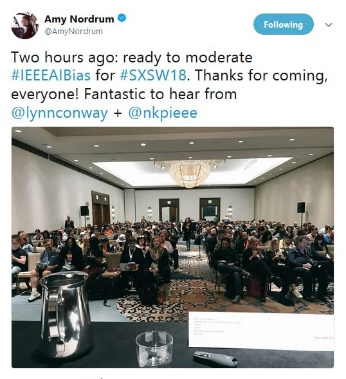 Amy Nordrum
@AmyNordrum
Following
Two hours ago: ready to moderate
#IEEEAIBias for #SXSW18. Thanks for coming,
everyone! Fantastic to hear from
@lynnconway + @nkpieee